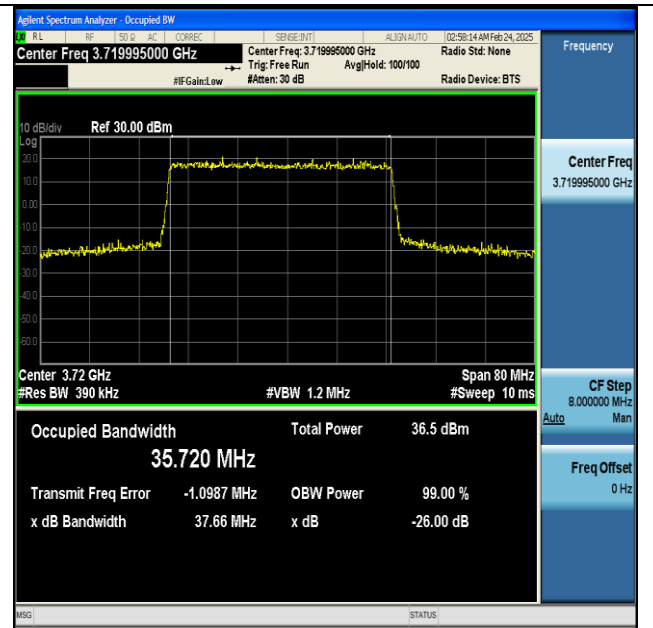 Agilent Spectrum Analyzer - Occupied BW
LXI RL RF 50 Ω AC CORREC SENSE:INT ALIGN AUTO 02:58:14 AM Feb 24, 2025
Center Freq 3.719995000 GHz Center Freq: 3.719995000 GHz Radio Std: None Frequency
Trig: Free Run Avg|Hold: 100/100
#IFGain:Low #Atten: 30 dB Radio Device: BTS
10 dB/div Ref 30.00 dBm
Log
20.0
10.0
0.00
-10.0
-20.0
-30.0
-40.0
-50.0
-60.0
Center 3.72 GHz Span 80 MHz
#Res BW 390 kHz #VBW 1.2 MHz #Sweep 10 ms
Occupied Bandwidth Total Power 36.5 dBm
35.720 MHz
Transmit Freq Error -1.0987 MHz OBW Power 99.00 %
x dB Bandwidth 37.66 MHz x dB -26.00 dB
Center Freq
3.719995000 GHz
CF Step
8.000000 MHz
Auto Man
Freq Offset
0 Hz
MSG STATUS